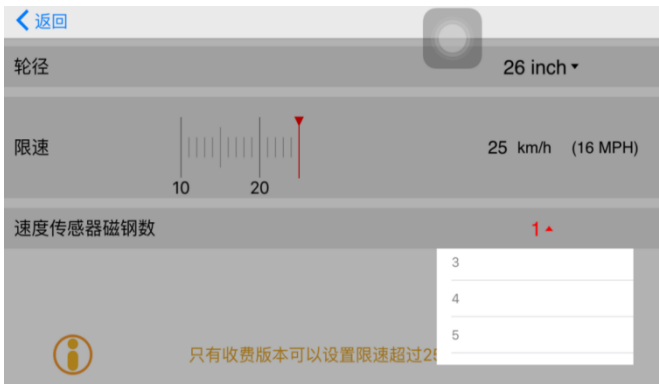 返回
轮径 26 inch
限速 25 km/h (16 MPH)
10 20
速度传感器磁钢数 1
3
4
5
只有收费版本可以设置限速超过25